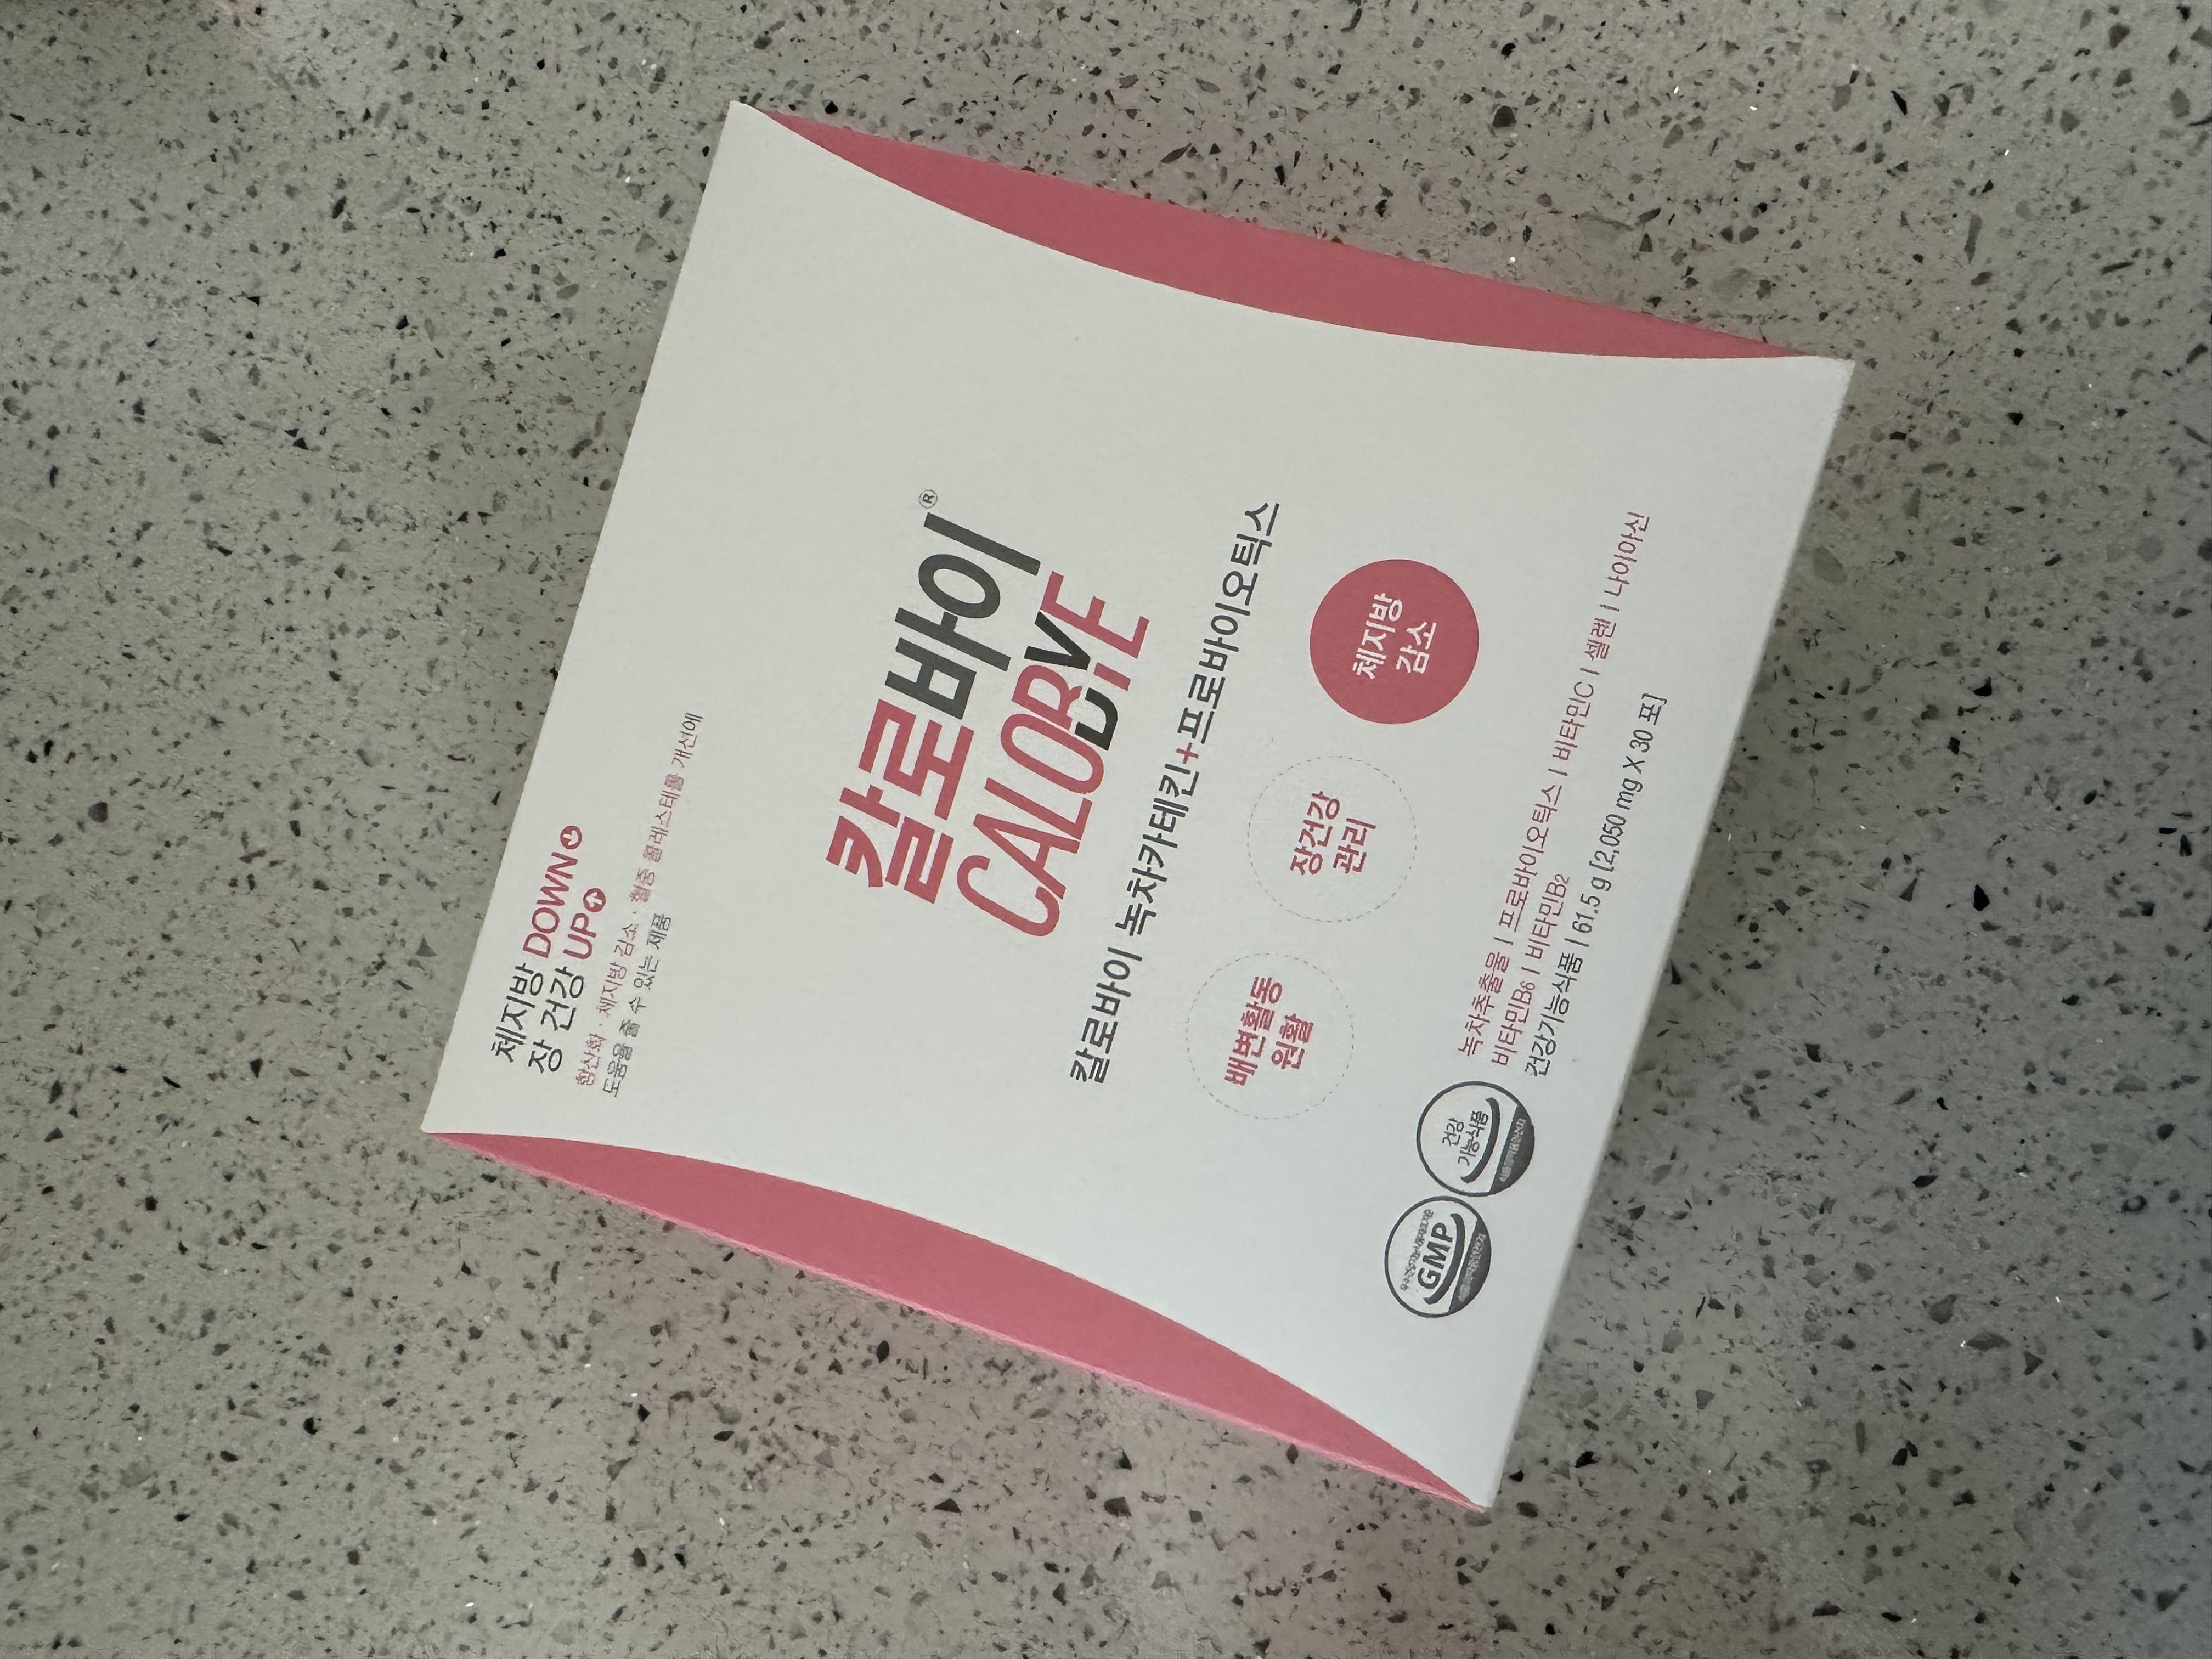 체지방 DOWN
장 건강 UP
항산화 · 체지방 감소 · 혈중 콜레스테롤 개선에
도움을 줄 수 있는 제품
칼로바이®
CALOBYE
칼로바이 녹차카테킨+프로바이오틱스
배변활동
원활
장건강
관리
체지방
감소
GMP
건강
기능식품
녹차추출물 | 프로바이오틱스 | 비타민C | 셀렌 | 나이아신
비타민B6 | 비타민B2
건강기능식품 | 61.5 g [2,050 mg X 30 포]